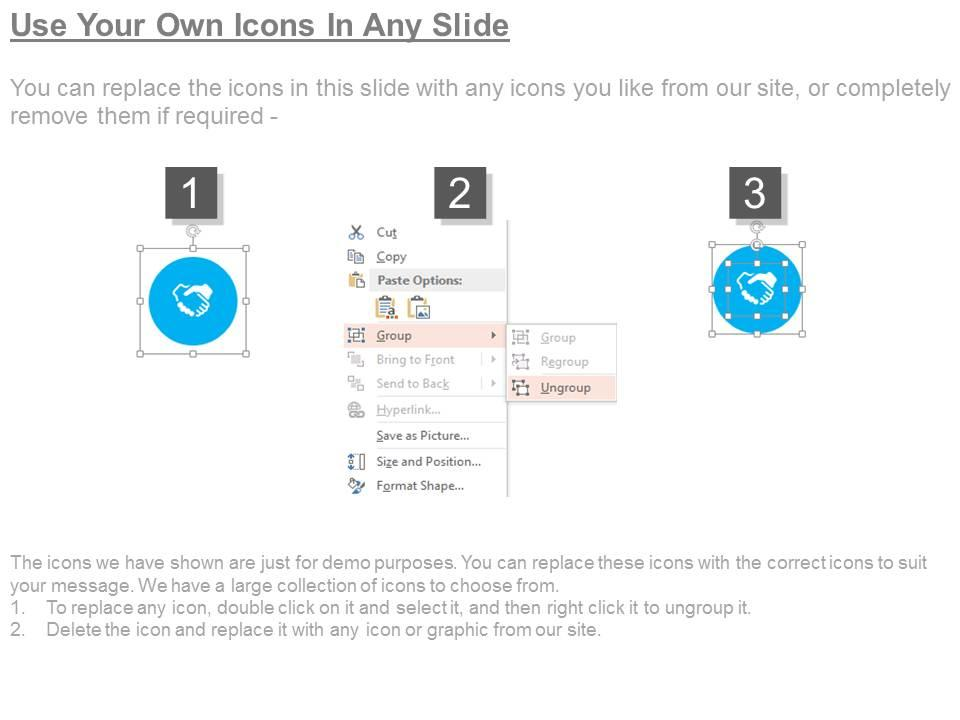 Use Your Own Icons In Any Slide
You can replace the icons in this slide with any icons you like from our site, or completely
remove them if required -
1
2
3
Cut
Copy
Paste Options:
a
Group
Bring to Front
Send to Back
Hyperlink...
Save as Picture...
Size and Position...
Format Shape...
Group
Regroup
Ungroup
The icons we have shown are just for demo purposes. You can replace these icons with the correct icons to suit
your message. We have a large collection of icons to choose from.
1. To replace any icon, double click on it and select it, and then right click it to ungroup it.
2. Delete the icon and replace it with any icon or graphic from our site.